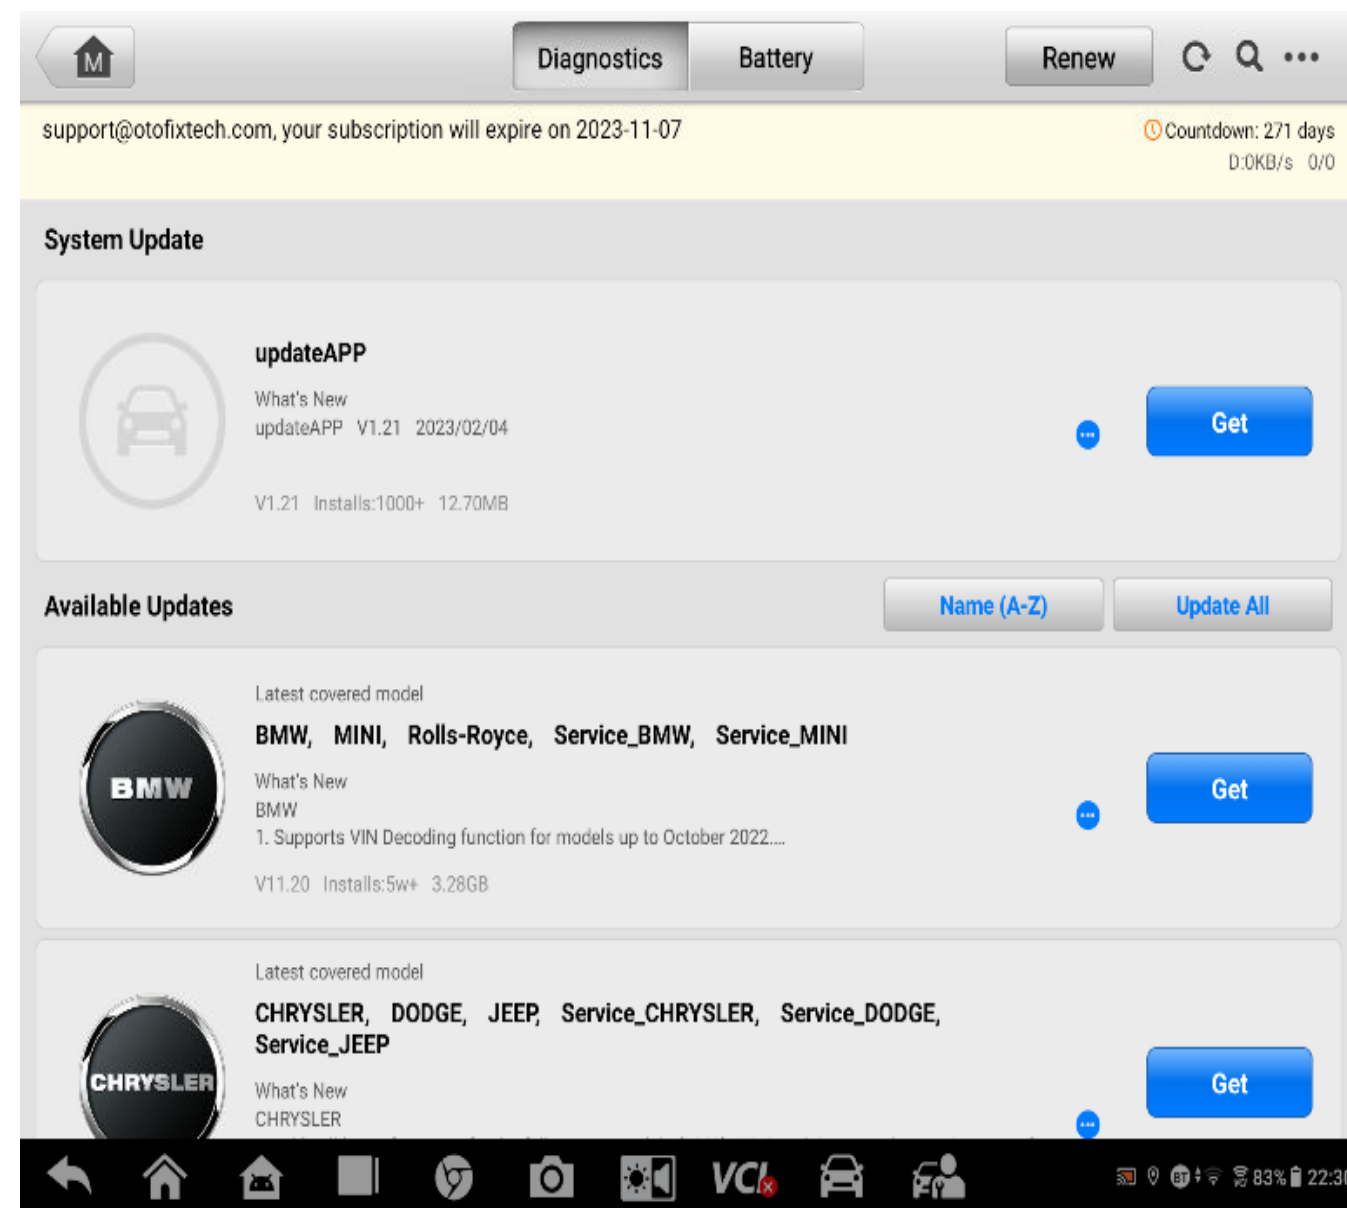 M
Diagnostics Battery Renew
support@otofixtech.com, your subscription will expire on 2023-11-07
Countdown: 271 days
D:0KB/s 0/0
System Update
updateAPP
What's New
updateAPP V1.21 2023/02/04
Get
V1.21 Installs:1000+ 12.70MB
Available Updates
Name (A-Z) Update All
Latest covered model
BMW, MINI, Rolls-Royce, Service_BMW, Service_MINI
BMW
What's New
BMW
1. Supports VIN Decoding function for models up to October 2022....
Get
V11.20 Installs:5w+ 3.28GB
Latest covered model
CHRYSLER, DODGE, JEEP, Service_CHRYSLER, Service_DODGE,
Service_JEEP
CHRYSLER
What's New
CHRYSLER
Get
VCI
BT 83% 22:30